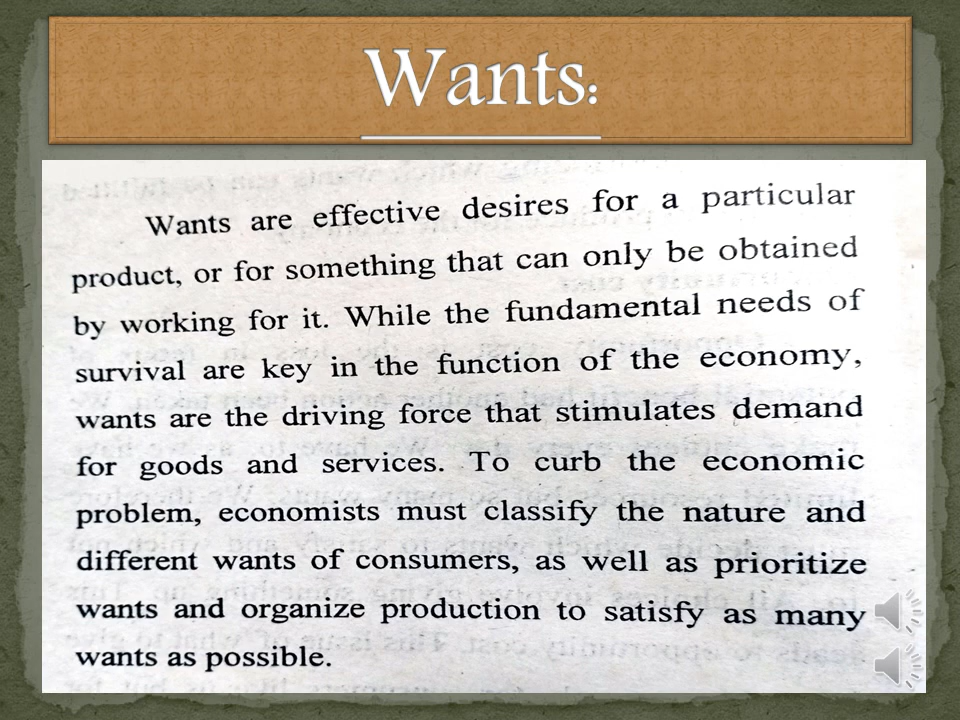 Wants:
Wants are effective desires for a particular
product, or for something that can only be obtained
by working for it. While the fundamental needs of
survival are key in the function of the economy,
wants are the driving force that stimulates demand
for goods and services. To curb the economic
problem, economists must classify the nature and
different wants of consumers, as well as prioritize
wants and organize production to satisfy as many
wants as possible.